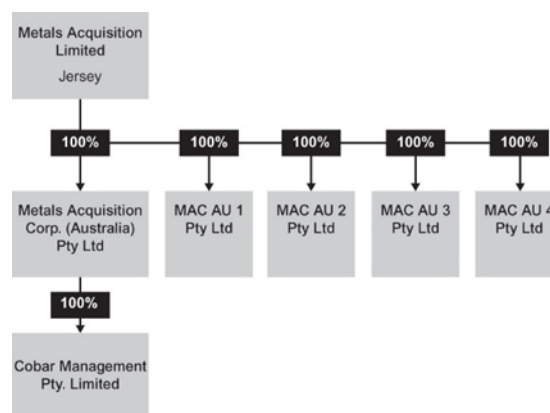 Metals Acquisition
Limited
Jersey
100%
100%
100%
100%
100%
Metals Acquisition
Corp. (Australia)
Pty Ltd
MAC AU 1
Pty Ltd
MAC AU 2
Pty Ltd
MAC AU 3
Pty Ltd
MAC AU 4
Pty Ltd
100%
Cobar Management
Pty. Limited